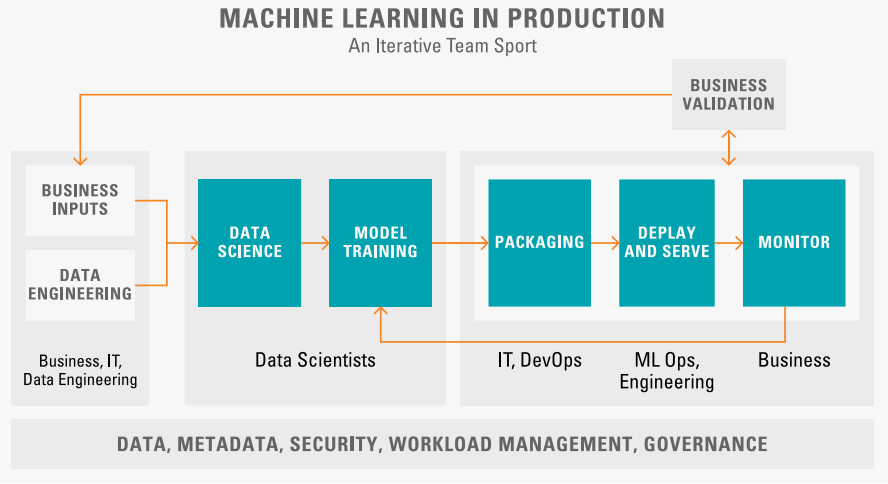 MACHINE LEARNING IN PRODUCTION
An Iterative Team Sport
BUSINESS
VALIDATION
BUSINESS
INPUTS
DATA
ENGINEERING
Business, IT,
Data Engineering
DATA
SCIENCE
MODEL
TRAINING
Data Scientists
PACKAGING
DEPLAY
AND SERVE
MONITOR
IT, DevOps
ML Ops,
Engineering
Business
DATA, METADATA, SECURITY, WORKLOAD MANAGEMENT, GOVERNANCE